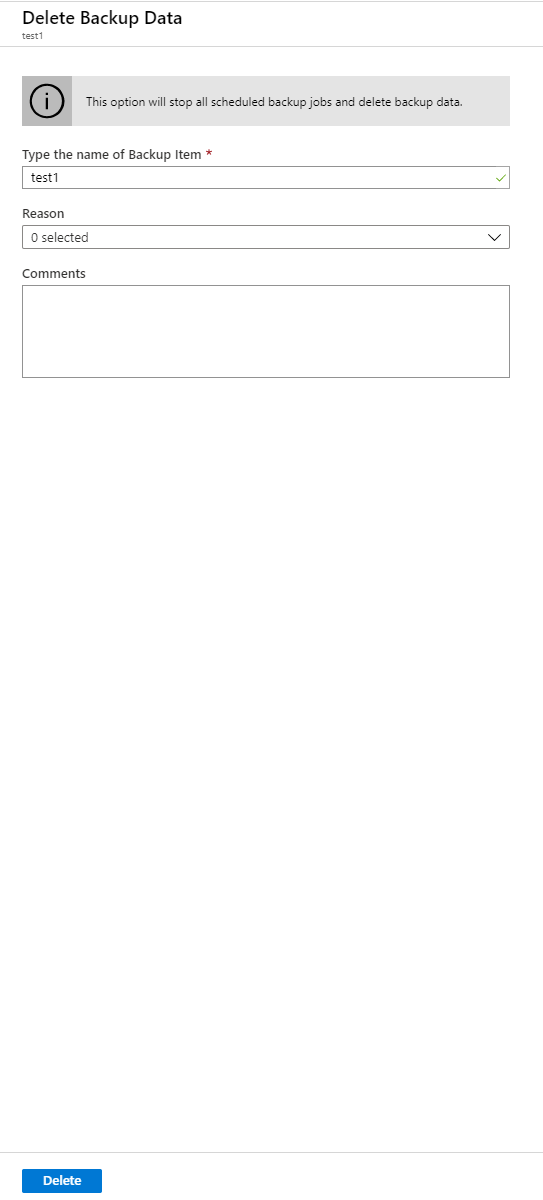 Delete Backup Data
test1
This option will stop all scheduled backup jobs and delete backup data.
Type the name of Backup Item *
test1
Reason
0 selected
Comments
Delete